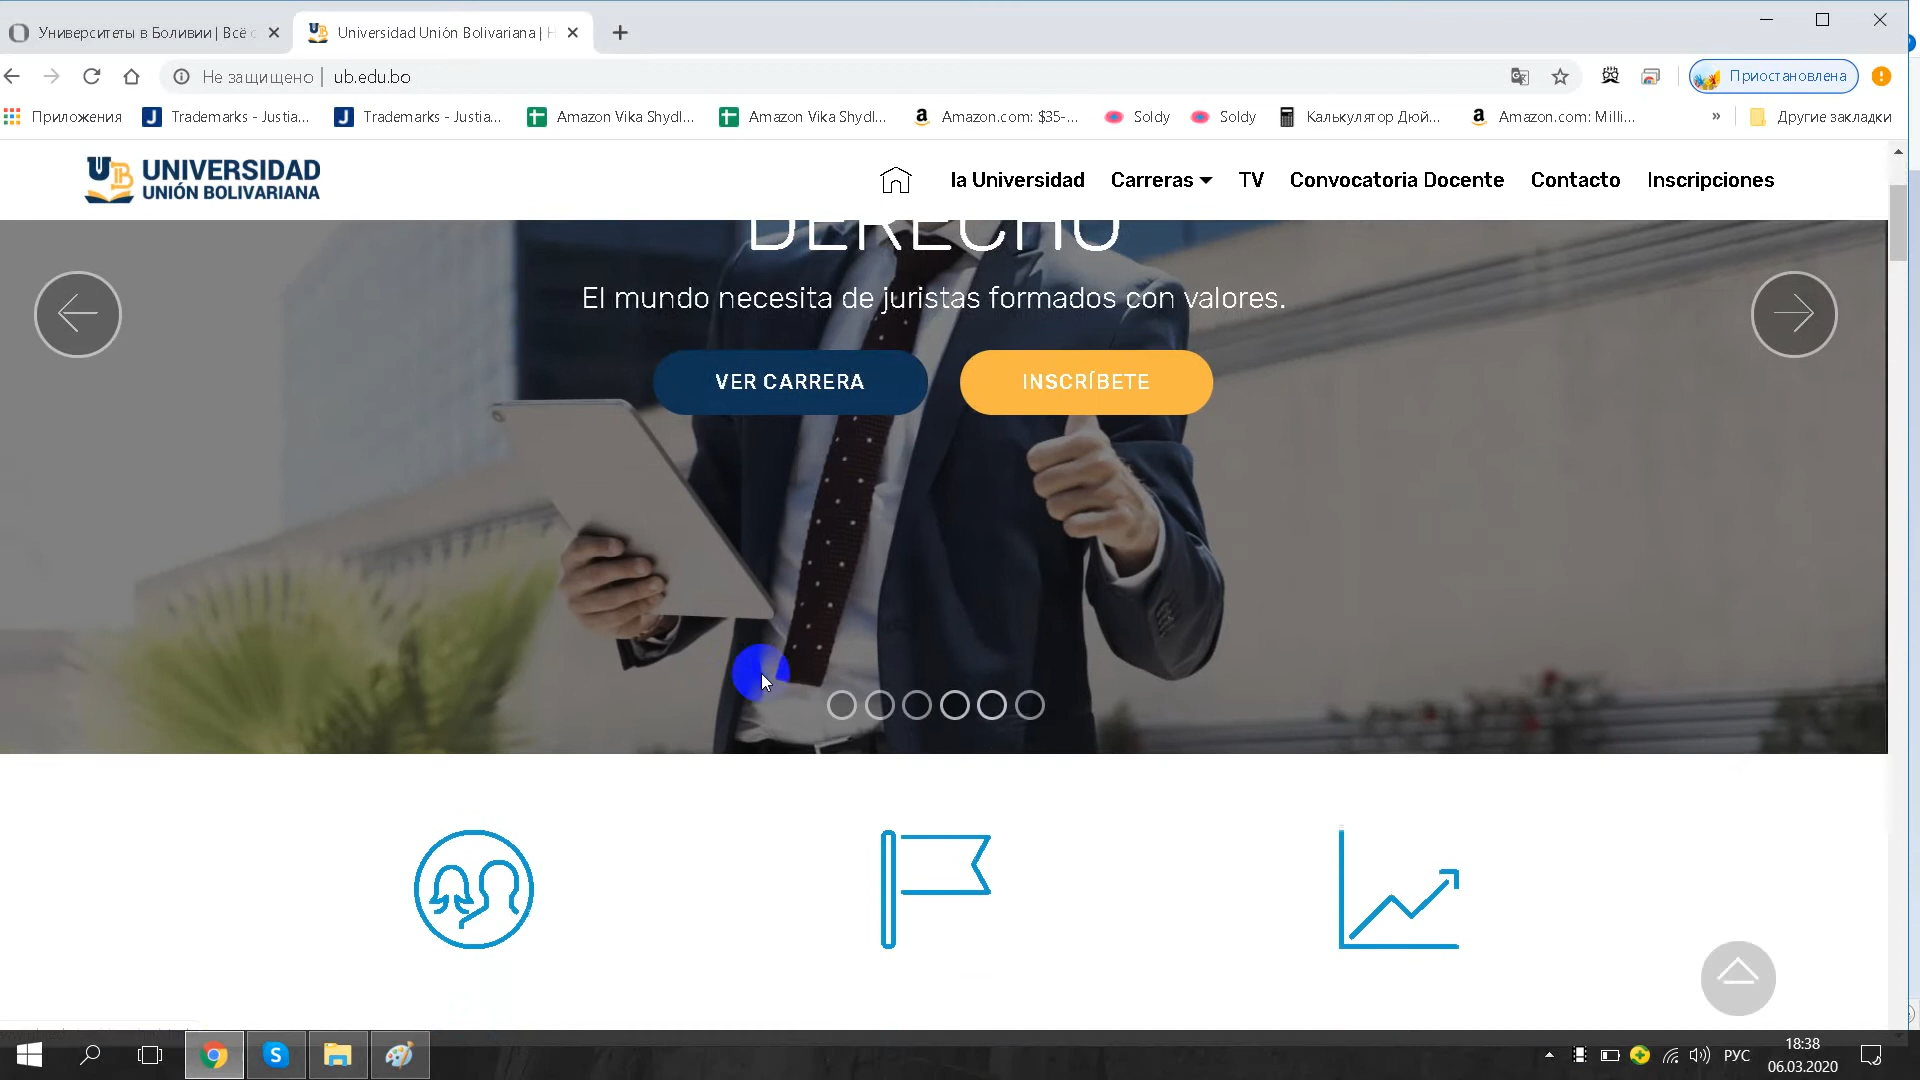 Университеты в Боливии | Всё
Universidad Unión Bolivariana |
Не защищено | ub.edu.bo
Приостановлена
Приложения
Trademarks - Justia...
Trademarks - Justia...
Amazon Vika Shydl...
Amazon Vika Shydl...
Amazon.com: $35-...
Soldy
Soldy
Калькулятор Дюй...
Amazon.com: Milli...
»
Другие закладки
UNIVERSIDAD
UNIÓN BOLIVARIANA
la Universidad
Carreras
TV
Convocatoria Docente
Contacto
Inscripciones
DERECHO
El mundo necesita de juristas formados con valores.
VER CARRERA
INSCRÍBETE
РУС
18:38
06.03.2020